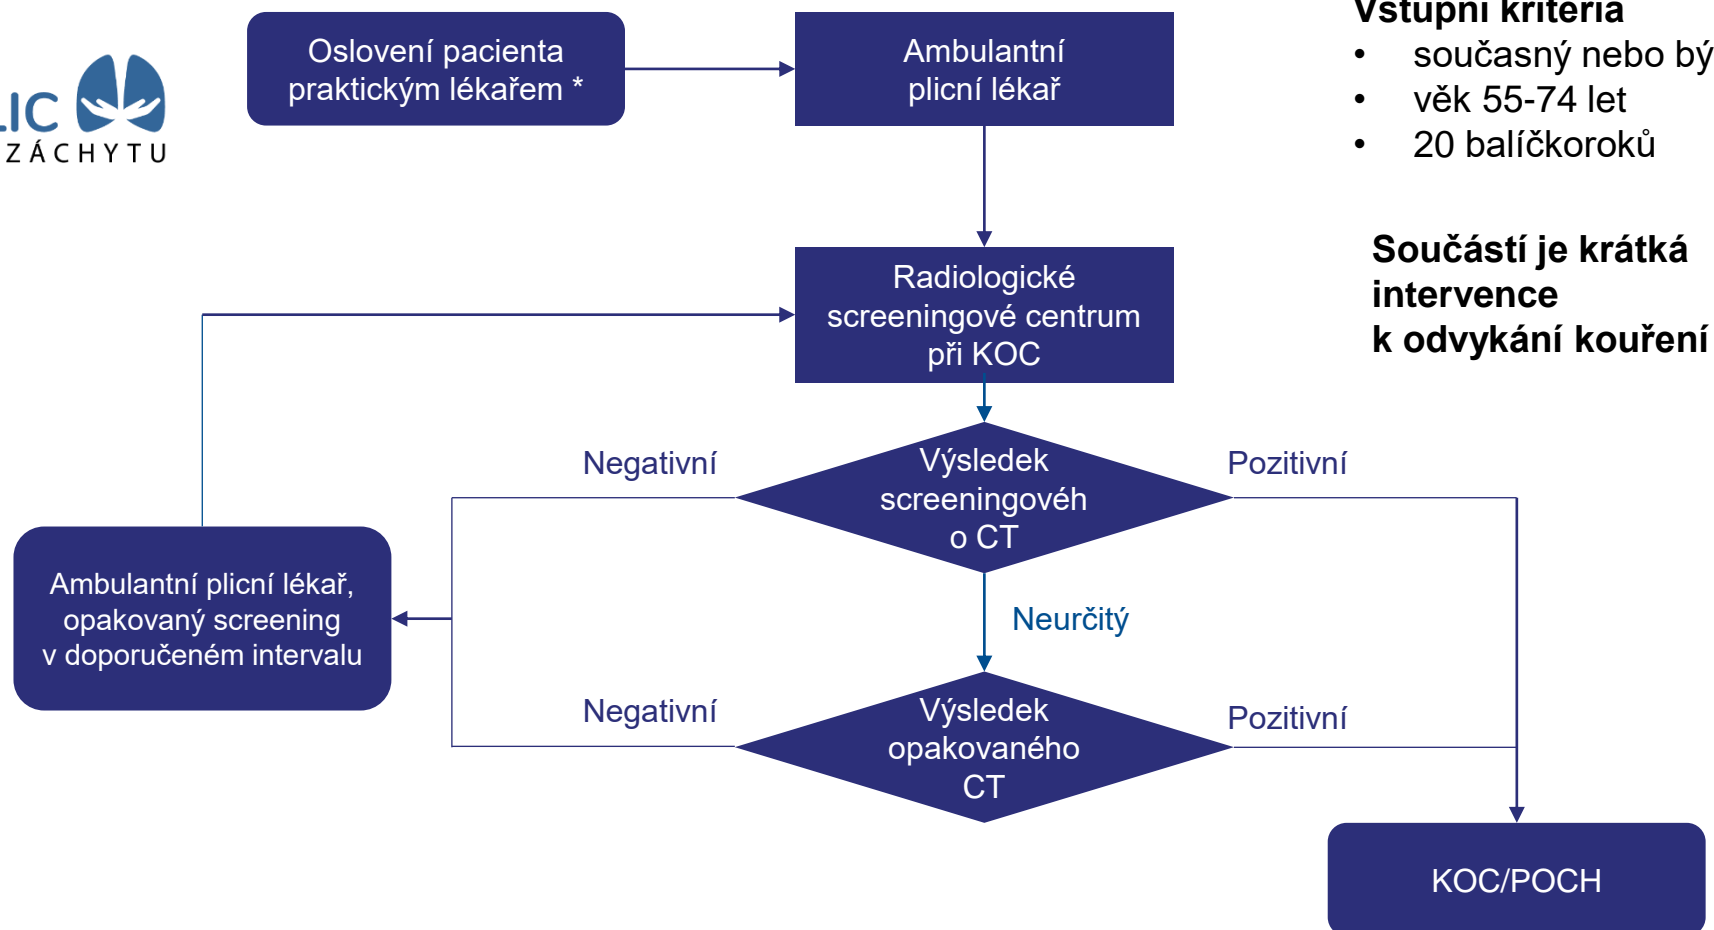 LIC
ZÁCHYTU
Oslovení pacienta
praktickým lékařem *
Ambulantní
plicní lékař
Vstupní kritéria
• současný nebo bý
• věk 55-74 let
• 20 balíčkoroků
Součástí je krátká
intervence
k odvykání kouření
Radiologické
screeningové centrum
při KOC
Negativní
Výsledek
screeningovéh
o CT
Pozitivní
Ambulantní plicní lékař,
opakovaný screening
v doporučeném intervalu
Neurčitý
Negativní
Výsledek
opakovaného
CT
Pozitivní
KOC/POCH